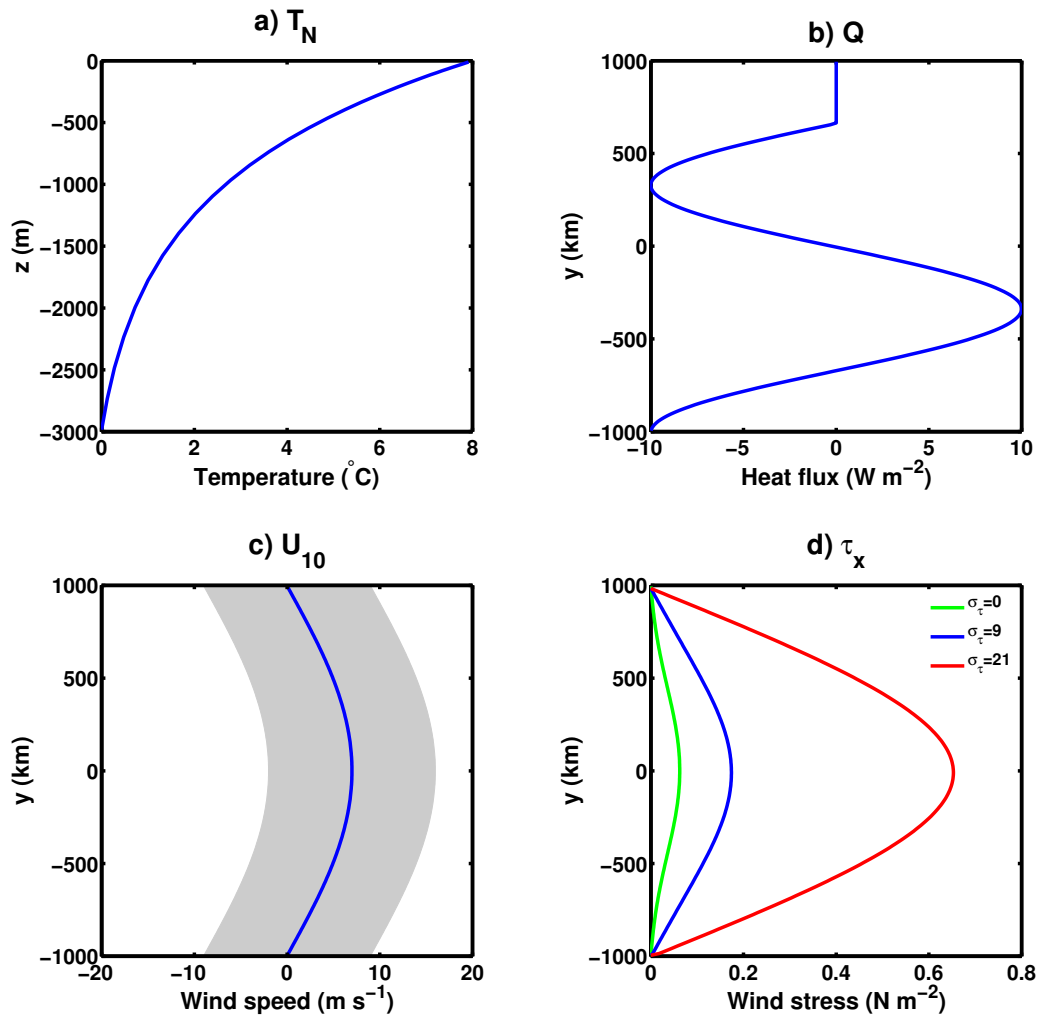 a) T_N
0
−500
−1000
−1500
−2000
−2500
−3000
z (m)
0 2 4 6 8
Temperature (°C)
b) Q
1000
500
0
−500
−1000
y (km)
−10 −5 0 5 10
Heat flux (W m⁻²)
c) U₁₀
1000
500
0
−500
−1000
y (km)
−20 −10 0 10 20
Wind speed (m s⁻¹)
d) τₓ
1000
500
0
−500
−1000
y (km)
σ_τ=0
σ_τ=9
σ_τ=21
0 0.2 0.4 0.6 0.8
Wind stress (N m⁻²)